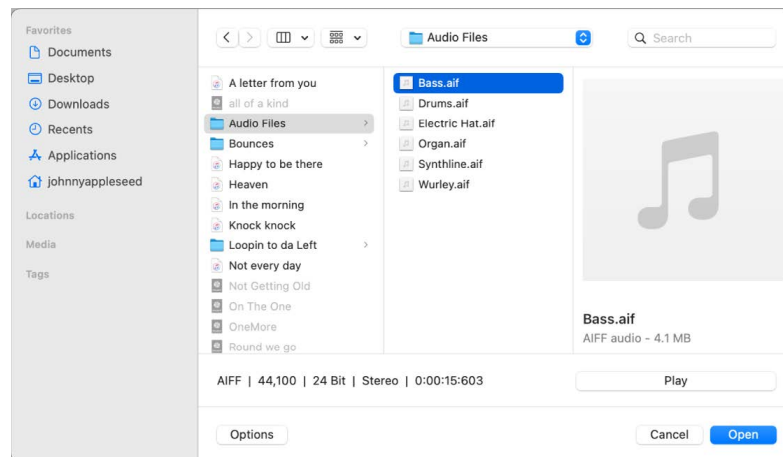 Favorites
Documents
Desktop
Downloads
Recents
Applications
johnnyappleseed
Locations
Media
Tags
Audio Files
Search
A letter from you
all of a kind
Audio Files
Bounces
Happy to be there
Heaven
In the morning
Knock knock
Loopin to da Left
Not every day
Not Getting Old
On The One
OneMore
Round we go
Bass.aif
Drums.aif
Electric Hat.aif
Organ.aif
Synthline.aif
Wurley.aif
Bass.aif
AIFF audio - 4.1 MB
AIFF | 44,100 | 24 Bit | Stereo | 0:00:15:603
Play
Options
Cancel
Open